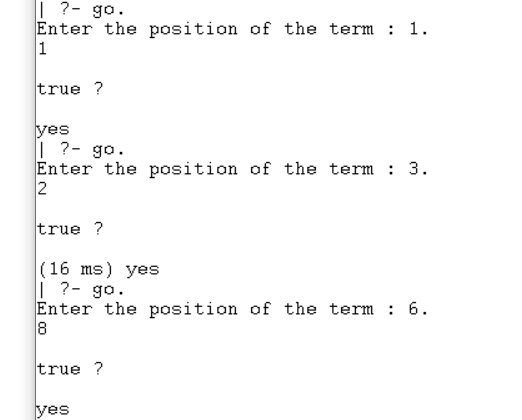 | ?- go.
Enter the position of the term : 1.
1
true ?
yes
| ?- go.
Enter the position of the term : 3.
2
true ?
(16 ms) yes
| ?- go.
Enter the position of the term : 6.
8
true ?
yes